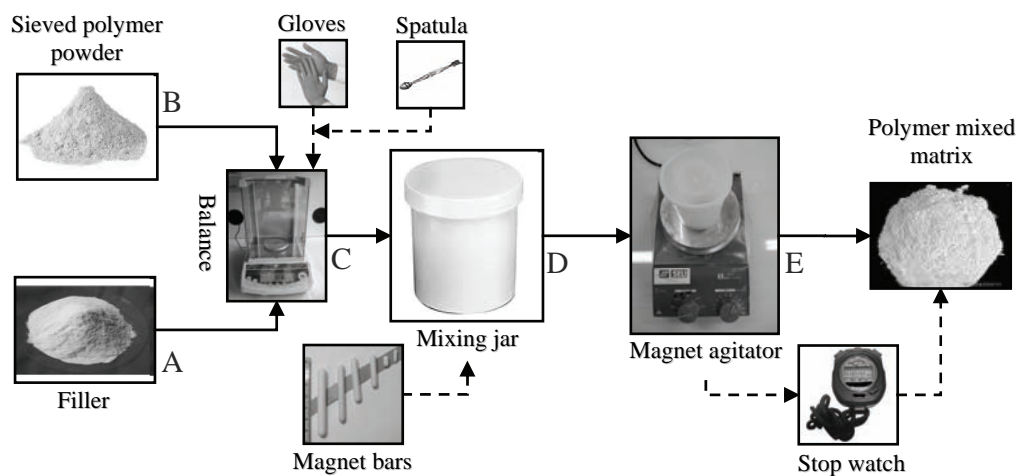 Sieved polymer
powder
Gloves
Spatula
B
Polymer mixed
matrix
Balance
C
D
E
A
Mixing jar
Magnet agitator
Filler
Magnet bars
Stop watch